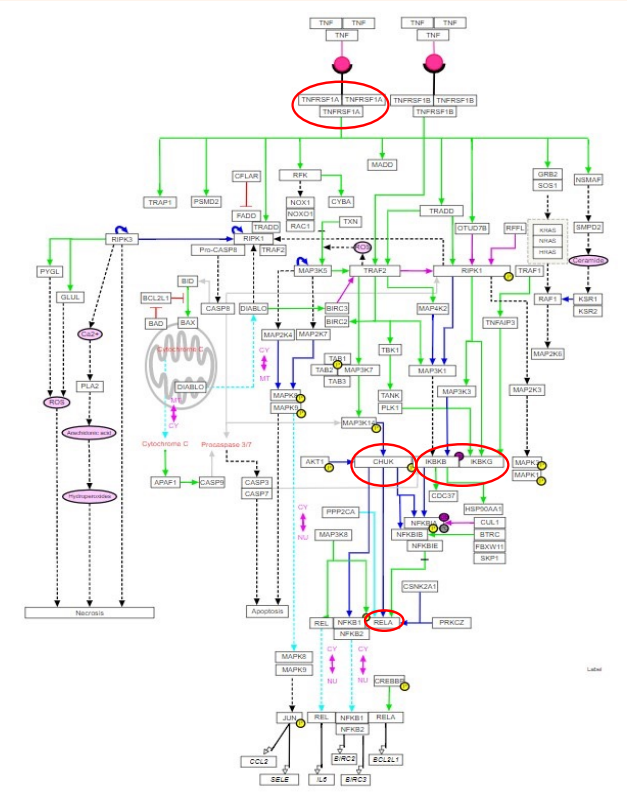 TNF TNF TNF TNF
TNF TNF
TNFRSF1A TNFRSF1A TNFRSF1B TNFRSF1B
TNFRSF1A TNFRSF1B
MADD
CFLAR RFK GRB2 NSMAF
SOS1
TRAP1 PSMD2 NOX1 CYBA
FADD NOXO1 TRADD
TRADD RAC1 TXN OTUD7B RFFL KRAS SMPD2
RIPK3 RIPK1 NRAS
Pro-CASP8 TRAF2 ROS HRAS
Ceramide
PYGL MAP3K5 TRAF2 RIPK1 P TRAF1
BID
GLUL BCL2L1 RAF1 KSR1
CASP8 DIABLO BIRC3 MAP4K2 KSR2
BAD BAX BIRC2 TNFAIP3
Ca2+ MAP2K4 MAP2K7
Cytochrome C CY TBK1 MAP2K6
MT TAB1 P
PLA2 TAB2 MAP3K7 MAP3K1
DIABLO TAB3 MAP2K3
ROS MT MAPK8 P TANK MAP3K3
CY MAPK9 P PLK1
MAP3K14 P
Arachidonic acid Cytochrome C Procaspase 3/7
AKT1 P CHUK P IKBKB IKBKG P
APAF1 CASP9 CASP3 MAPK1 P
Hydroperoxides CASP7 CDC37
HSP90AA1
CY PPP2CA NFKBIA CUL1
NU MAP3K8 NFKBIB P BTRC
NFKBIE FBXW11
SKP1
CSNK2A1
Necrosis Apoptosis REL NFKB1 P RELA PRKCZ
NFKB2
MAPK8 CY CY
MAPK9 NU NU
Label
CREBBP P
JUN P REL NFKB1 RELA
NFKB2
CCL2 BIRC2 BCL2L1
SELE IL6 BIRC3